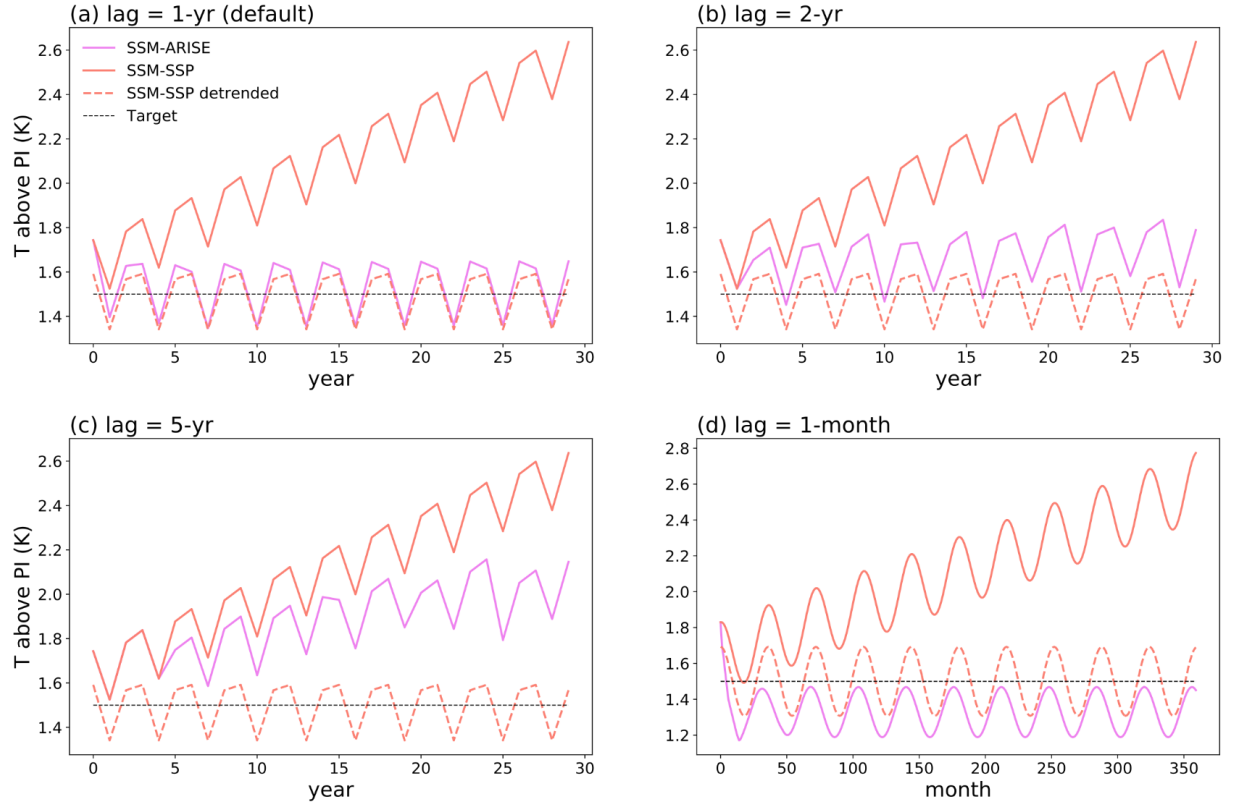 (a) lag = 1-yr (default)
2.6
2.4
2.2
2.0
1.8
1.6
1.4
T above PI (K)
SSM-ARISE
SSM-SSP
SSM-SSP detrended
Target
0 5 10 15 20 25 30
year
(b) lag = 2-yr
2.6
2.4
2.2
2.0
1.8
1.6
1.4
0 5 10 15 20 25 30
year
(c) lag = 5-yr
2.6
2.4
2.2
2.0
1.8
1.6
1.4
T above PI (K)
0 5 10 15 20 25 30
year
(d) lag = 1-month
2.8
2.6
2.4
2.2
2.0
1.8
1.6
1.4
1.2
0 50 100 150 200 250 300 350
month